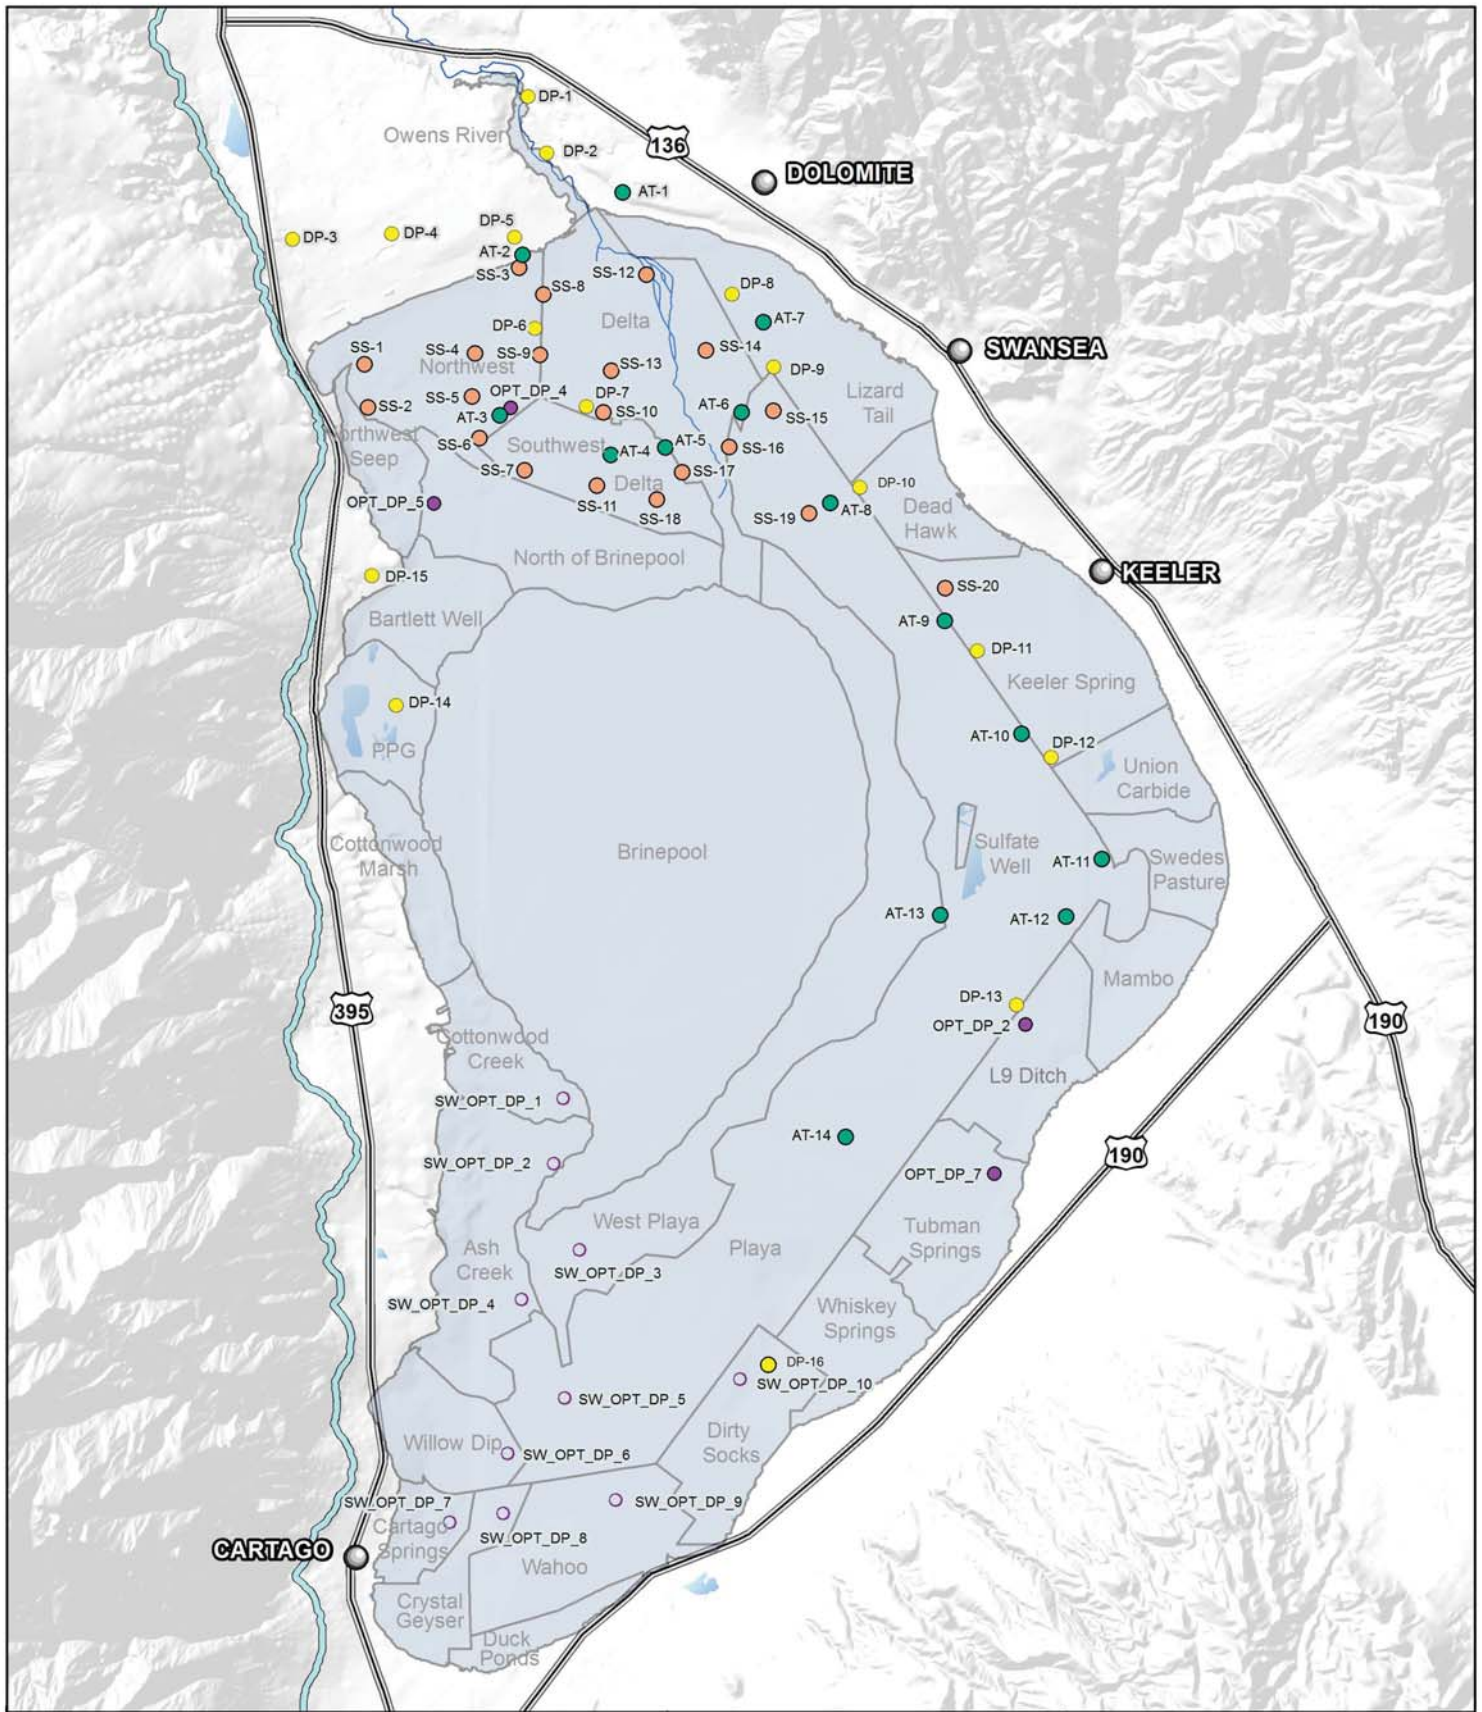 DP-1
Owens River
136
DP-2
DOLOMITE
AT-1
DP-5
DP-3
DP-4
AT-2
SS-3
SS-12
SS-8
DP-8
Delta
AT-7
DP-6
SS-1
SS-4
SS-9
SS-14
SWANSEA
Northwest
SS-13
DP-9
SS-5
OPT_DP_4
DP-7
Lizard
Tail
SS-2
AT-3
SS-10
AT-6
SS-15
Northwest
Seep
SS-6
Southwest
Delta
AT-4
AT-5
SS-16
SS-7
SS-17
SS-11
SS-18
DP-10
OPT_DP_5
SS-19
AT-8
Dead
Hawk
North of Brinepool
DP-15
KEELER
SS-20
Bartlett Well
AT-9
DP-11
Keeler Spring
DP-14
PPG
AT-10
DP-12
Union
Carbide
Cottonwood
Marsh
Brinepool
Sulfate
Well
AT-11
Swedes
Pasture
AT-13
AT-12
Mambo
395
DP-13
190
OPT_DP_2
Cottonwood
Creek
L9 Ditch
SW_OPT_DP_1
AT-14
190
SW_OPT_DP_2
OPT_DP_7
West Playa
Tubman
Springs
Ash
Creek
Playa
SW_OPT_DP_3
SW_OPT_DP_4
Whiskey
Springs
DP-16
SW_OPT_DP_10
SW_OPT_DP_5
Dirty
Socks
Willow Dip
SW_OPT_DP_6
SW_OPT_DP_7
SW_OPT_DP_9
Cartago
Springs
SW_OPT_DP_8
CARTAGO
Wahoo
Crystal
Geyser
Duck
Ponds